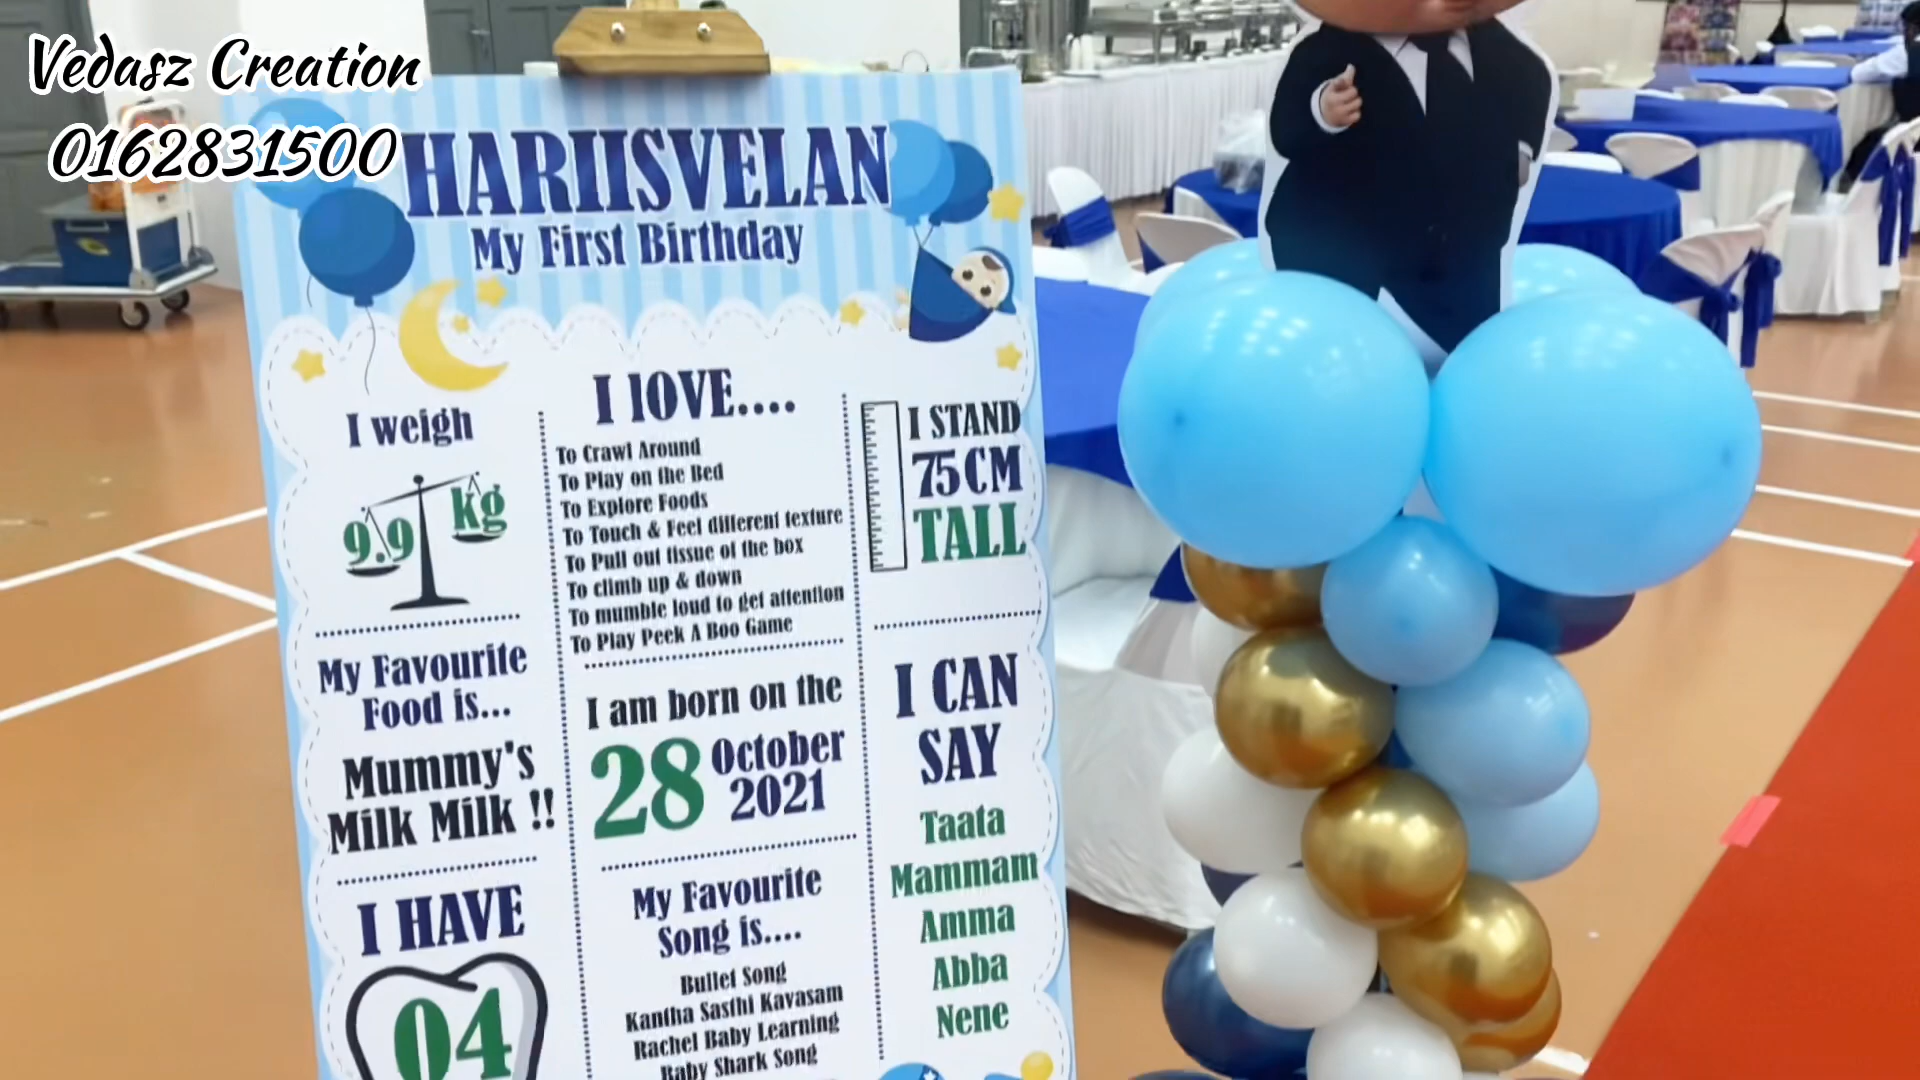 Vedasz Creation
0162831500
HARIISVELAN
My First Birthday
I weigh
9.9 kg
My Favourite
Food is...
Mummy's
Milk Milk !!
I HAVE
04
I lOVE....
To Crawl Around
To Play on the Bed
To Explore Foods
To Touch & Feel different texture
To Pull out tissue of the box
To climb up & down
To mumble loud to get attention
To Play Peek A Boo Game
I am born on the
28 October
2021
My Favourite
Song is....
Bullet Song
Kantha Sasthi Kavasam
Rachel Baby Learning
Baby Shark Song
I STAND
75CM
TALL
I CAN
SAY
Taata
Mammam
Amma
Abba
Nene